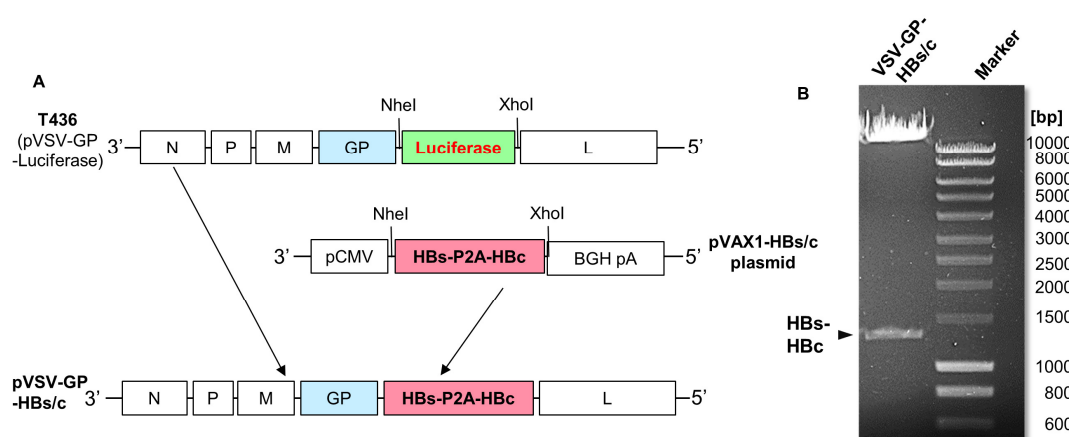 A
T436
(pVSV-GP
-Luciferase)
NheI
XhoI
3’
N
P
M
GP
Luciferase
L
5’
NheI
XhoI
3’
pCMV
HBs-P2A-HBc
BGH pA
5’
pVAX1-HBs/c
plasmid
pVSV-GP
-HBs/c
3’
N
P
M
GP
HBs-P2A-HBc
L
5’
B
VSV-GP-
HBs/c
Marker
[bp]
10000
8000
6000
5000
4000
3000
2500
2000
1500
1000
800
600
HBs-
HBc